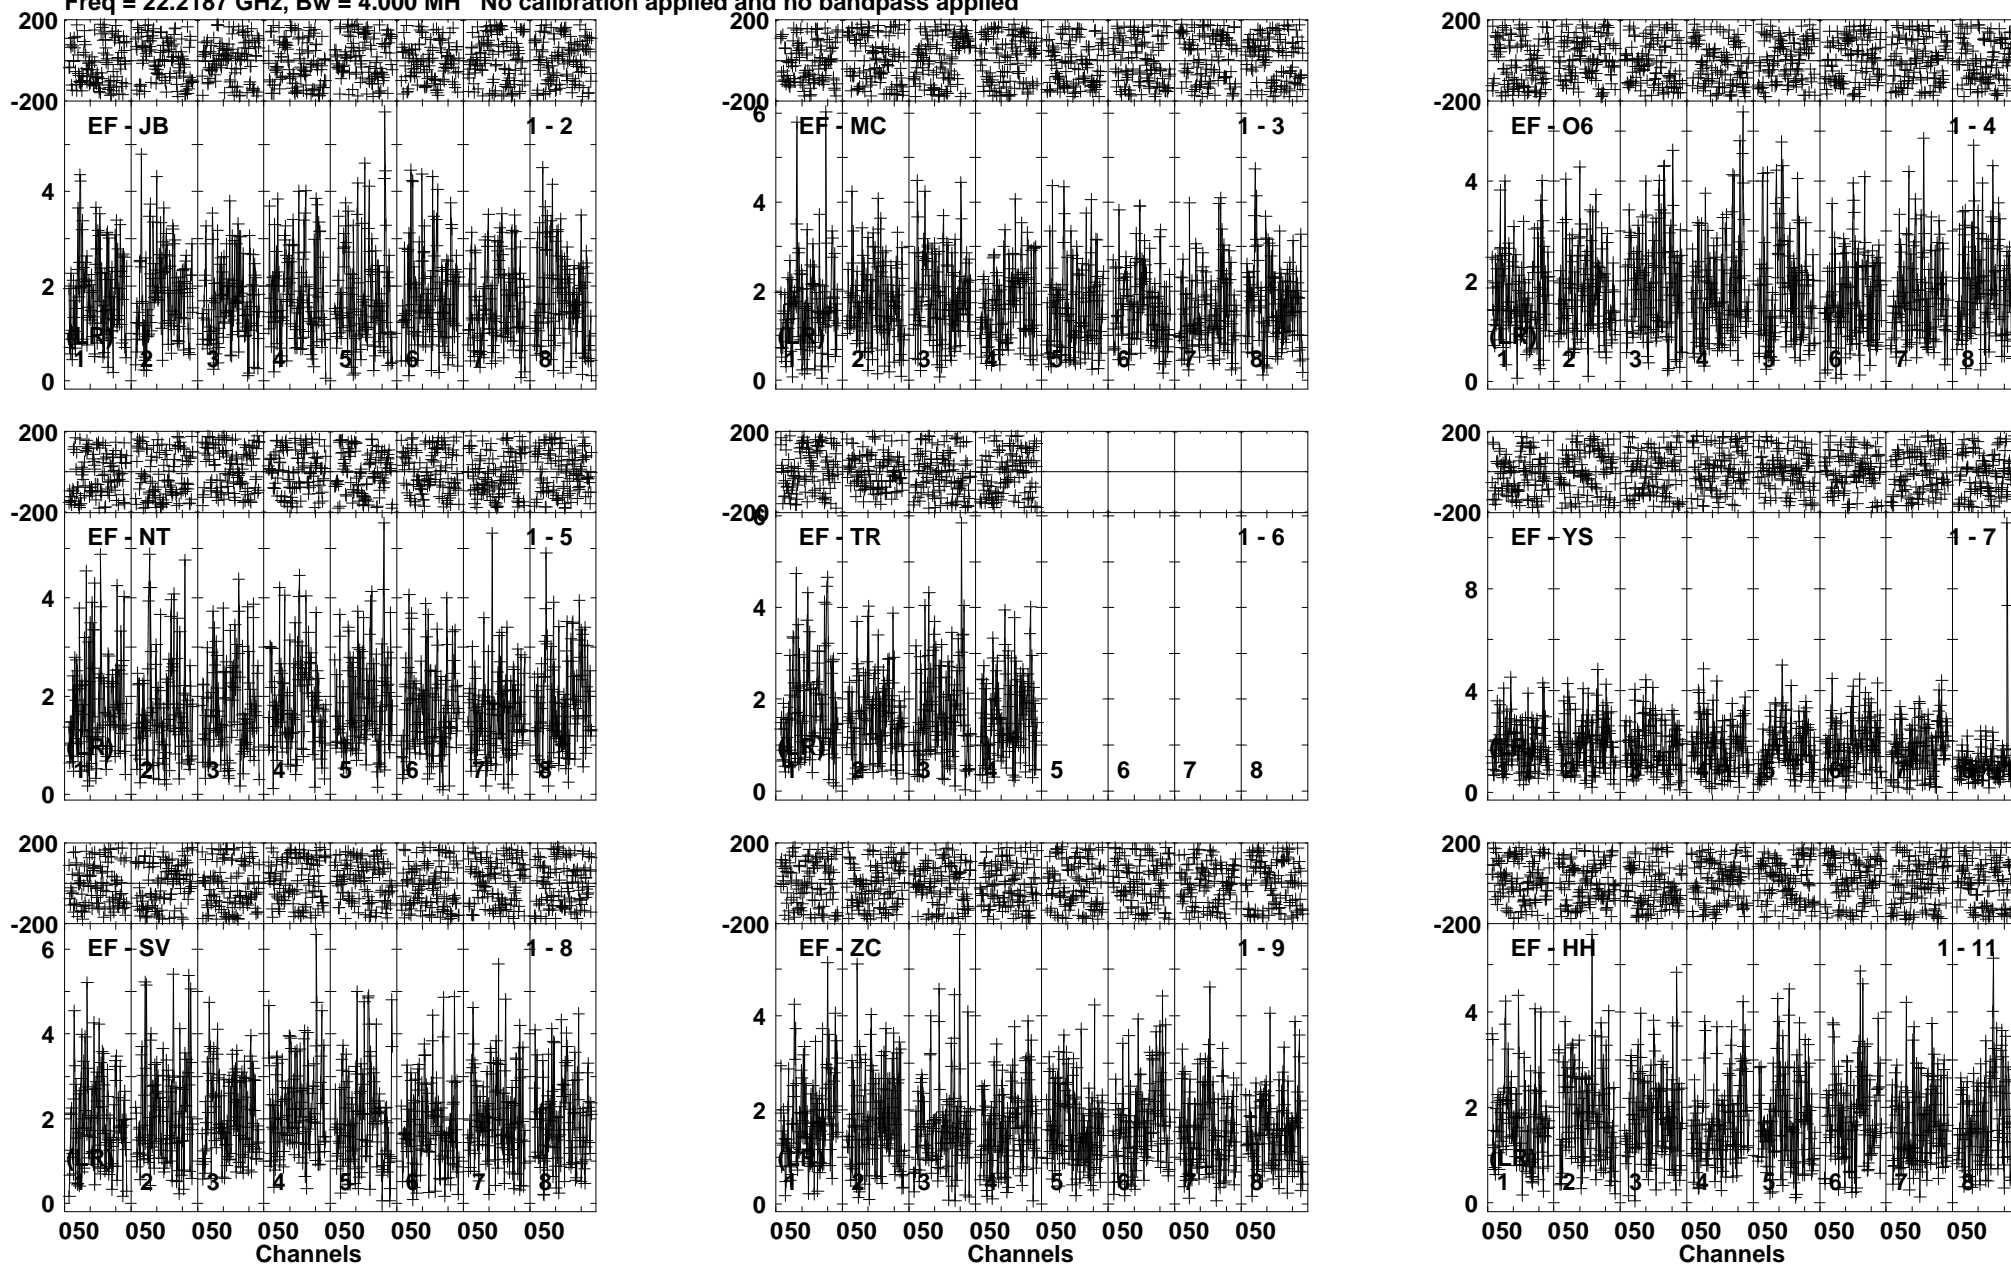 Freq = 22.2187 GHz, Bw = 4.000 MH No calibration applied and no bandpass applied
200 200 200
-200 -200 -200
EF - JB 1 - 2 EF - MC 1 - 3 EF - O6 1 - 4
6
4 4 4
2 2 2
(LR) (LR) (LR)
1 2 3 4 5 6 7 8 1 2 3 4 5 6 7 8 1 2 3 4 5 6 7 8
0 0 0
200 200 200
-200 -200 -200
6
EF - NT 1 - 5 EF - TR 1 - 6 EF - YS 1 - 7
4 4 8
2 2 4
(LR) (LR) (LR)
1 2 3 4 5 6 7 8 1 2 3 4 5 6 7 8 1 2 3 4 5 6 7 8
0 0 0
200 200 200
-200 -200 -200
EF - SV 1 - 8 EF - ZC 1 - 9 EF - HH 1 - 11
6
4 4 4
2 2 2
(LR) (LR) (LR)
1 2 3 4 5 6 7 8 1 2 3 4 5 6 7 8 1 2 3 4 5 6 7 8
0 0 0
050 050 050 050 050 050 050 050 050 050 050 050 050 050 050 050 050 050 050 050 050 050 050 050
Channels Channels Channels